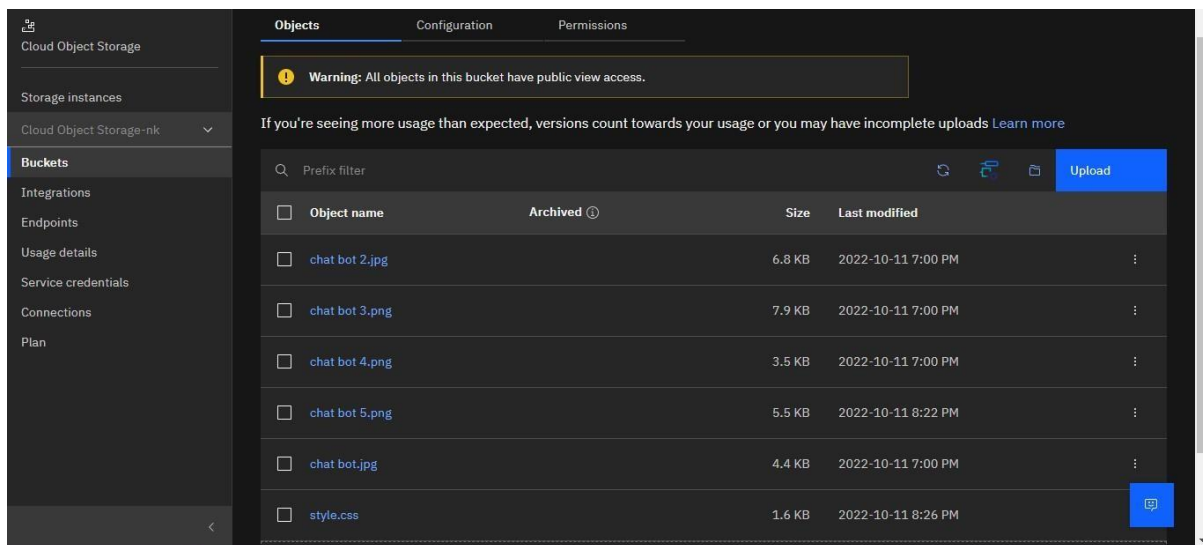 Cloud Object Storage
Storage instances
Cloud Object Storage-nk
Buckets
Integrations
Endpoints
Usage details
Service credentials
Connections
Plan
Objects Configuration Permissions
Warning: All objects in this bucket have public view access.
If you're seeing more usage than expected, versions count towards your usage or you may have incomplete uploads Learn more
Prefix filter Upload
Object name Archived Size Last modified
chat bot 2.jpg 6.8 KB 2022-10-11 7:00 PM
chat bot 3.png 7.9 KB 2022-10-11 7:00 PM
chat bot 4.png 3.5 KB 2022-10-11 7:00 PM
chat bot 5.png 5.5 KB 2022-10-11 8:22 PM
chat bot.jpg 4.4 KB 2022-10-11 7:00 PM
style.css 1.6 KB 2022-10-11 8:26 PM